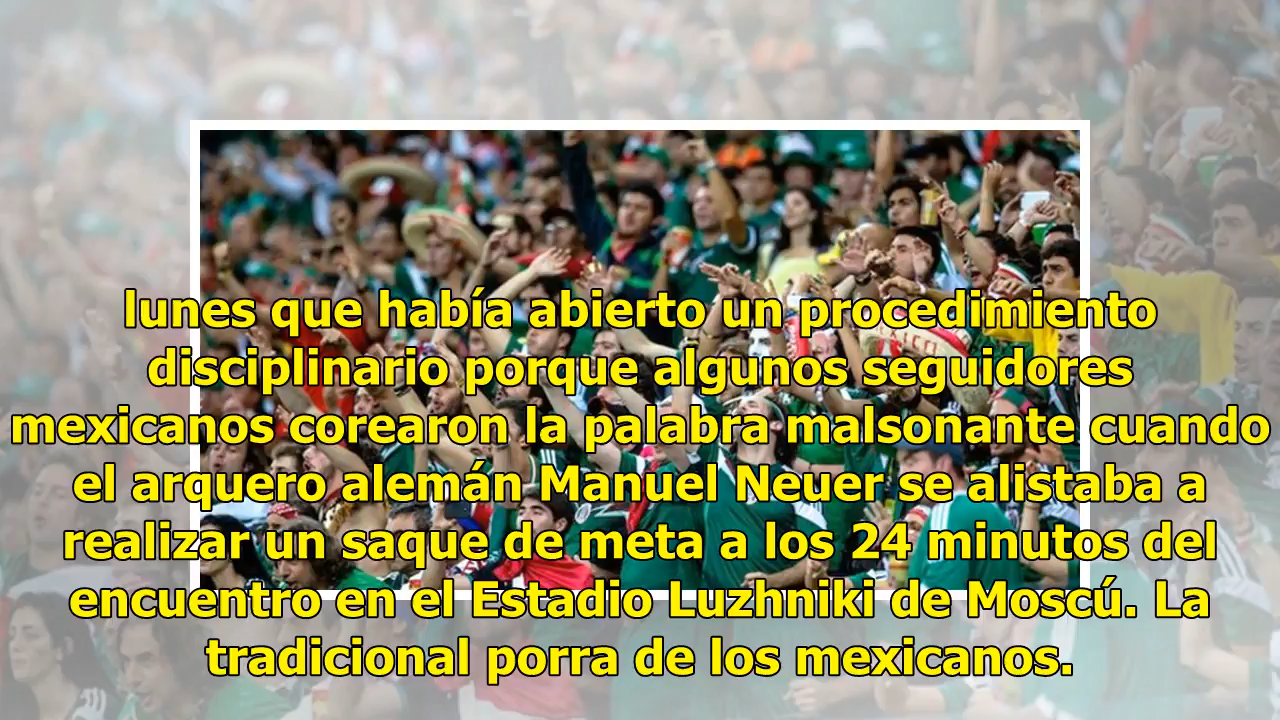 lunes que había abierto un procedimiento
disciplinario porque algunos seguidores
mexicanos corearon la palabra malsonante cuando
el arquero alemán Manuel Neuer se alistaba a
realizar un saque de meta a los 24 minutos del
encuentro en el Estadio Luzhniki de Moscú. La
tradicional porra de los mexicanos.